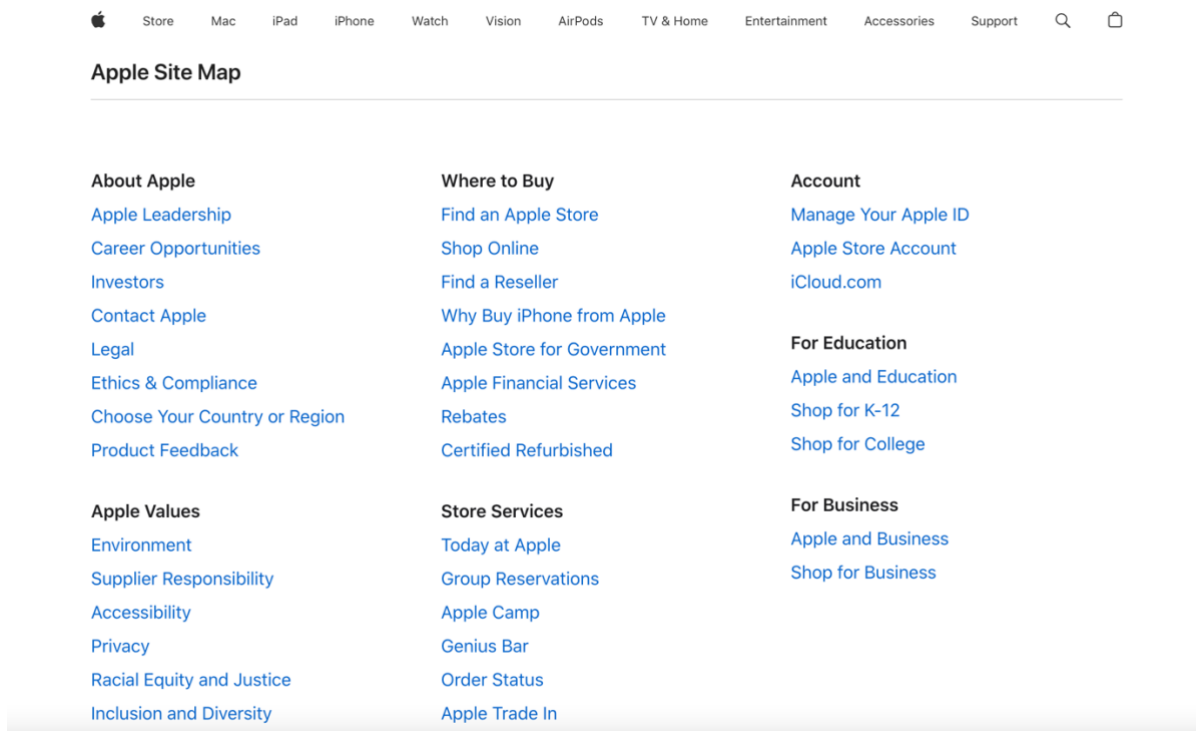 Store Mac iPad iPhone Watch Vision AirPods TV & Home Entertainment Accessories Support
Apple Site Map
About Apple
Apple Leadership
Career Opportunities
Investors
Contact Apple
Legal
Ethics & Compliance
Choose Your Country or Region
Product Feedback
Apple Values
Environment
Supplier Responsibility
Accessibility
Privacy
Racial Equity and Justice
Inclusion and Diversity
Where to Buy
Find an Apple Store
Shop Online
Find a Reseller
Why Buy iPhone from Apple
Apple Store for Government
Apple Financial Services
Rebates
Certified Refurbished
Store Services
Today at Apple
Group Reservations
Apple Camp
Genius Bar
Order Status
Apple Trade In
Account
Manage Your Apple ID
Apple Store Account
iCloud.com
For Education
Apple and Education
Shop for K-12
Shop for College
For Business
Apple and Business
Shop for Business